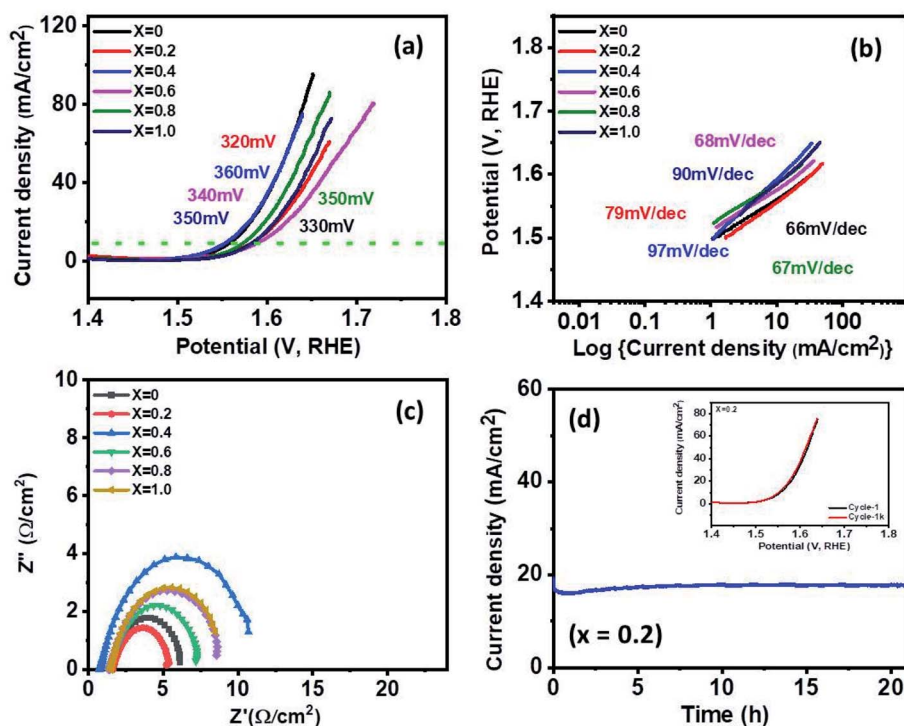 (a)
X=0
X=0.2
X=0.4
X=0.6
X=0.8
X=1.0
320mV
360mV
340mV
350mV
350mV
330mV
Current density (mA/cm²)
120
80
40
0
1.4
1.5
1.6
1.7
1.8
Potential (V, RHE)
(b)
X=0
X=0.2
X=0.4
X=0.6
X=0.8
X=1.0
68mV/dec
90mV/dec
79mV/dec
97mV/dec
66mV/dec
67mV/dec
Potential (V, RHE)
1.8
1.7
1.6
1.5
1.4
0.01
1
100
Log {Current density (mA/cm²)}
(c)
X=0
X=0.2
X=0.4
X=0.6
X=0.8
X=1.0
Z'' (Ω/cm²)
10
8
6
4
2
0
0
5
10
15
20
Z'(Ω/cm²)
(d)
X=0.2
Current density (mA/cm²)
80
60
40
20
0
Cycle-1
Cycle-1k
1.4
1.5
1.6
1.7
Potential (V, RHE)
(x = 0.2)
Current density (mA/cm²)
60
40
20
0
0
5
10
15
20
Time (h)